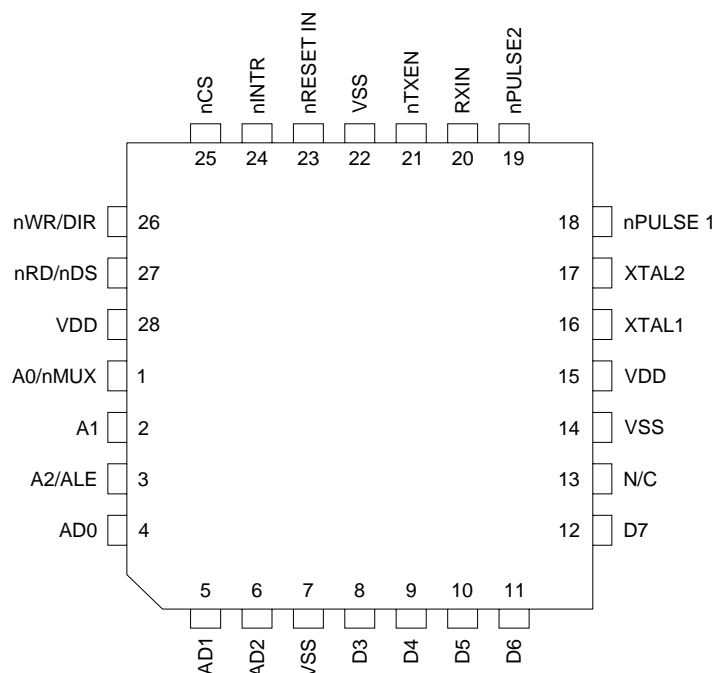 nCS
nINTR
nRESET IN
VSS
nTXEN
RXIN
nPULSE2
25
24
23
22
21
20
19
nWR/DIR
26
18
nPULSE 1
nRD/nDS
27
17
XTAL2
VDD
28
16
XTAL1
A0/nMUX
1
15
VDD
A1
2
14
VSS
A2/ALE
3
13
N/C
AD0
4
12
D7
5
6
7
8
9
10
11
AD1
AD2
VSS
D3
D4
D5
D6